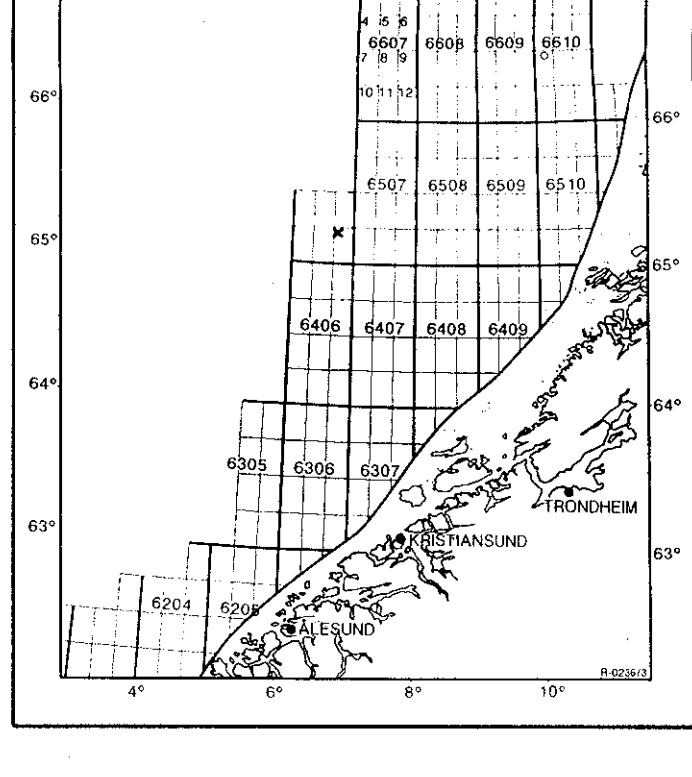 4 5 6
6607 6608 6609 6610
7 8 9
10 11 12
66° 66°
6507 6508 6509 6510
65° 65°
6406 6407 6408 6409
64° 64°
6305 6306 6307
TRONDHEIM
63° KRISTIANSUND 63°
6204 6205
ÅLESUND
R-0236/3
4° 6° 8° 10°